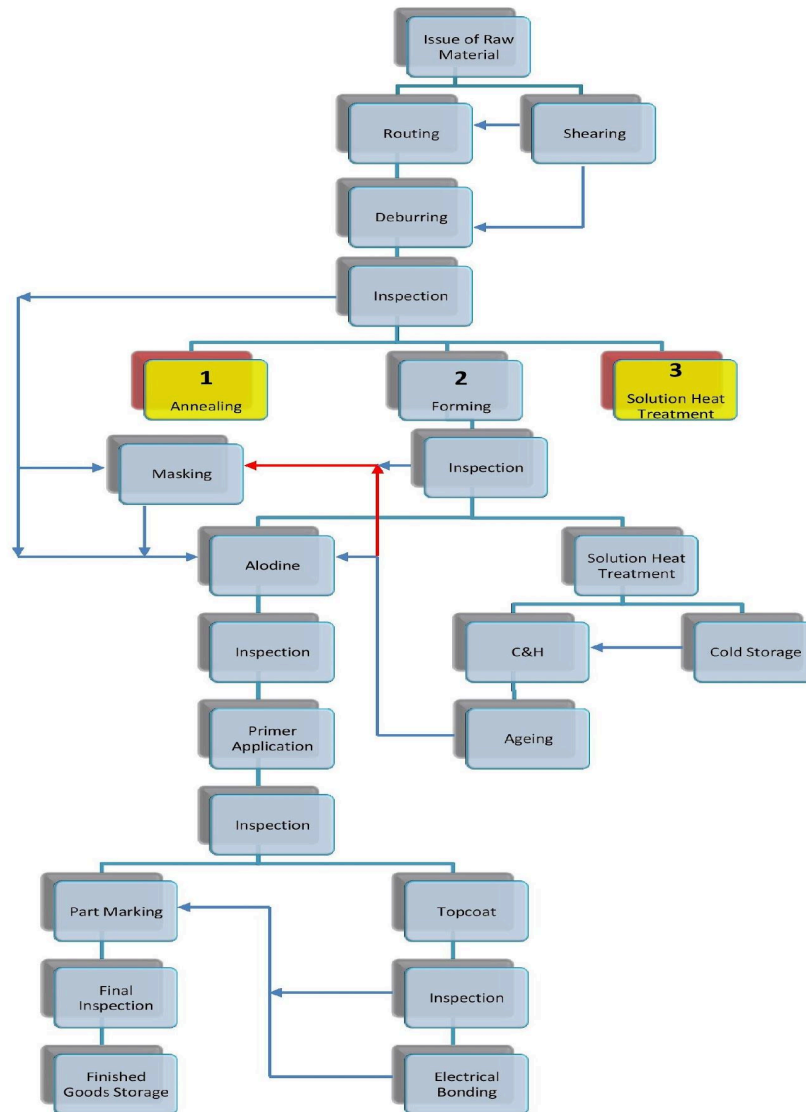 Issue of Raw
Material
Routing
Shearing
Deburring
Inspection
1
Annealing
2
Forming
3
Solution Heat
Treatment
Masking
Inspection
Alodine
Solution Heat
Treatment
Inspection
C&H
Cold Storage
Primer
Application
Ageing
Inspection
Part Marking
Topcoat
Final
Inspection
Inspection
Finished
Goods Storage
Electrical
Bonding